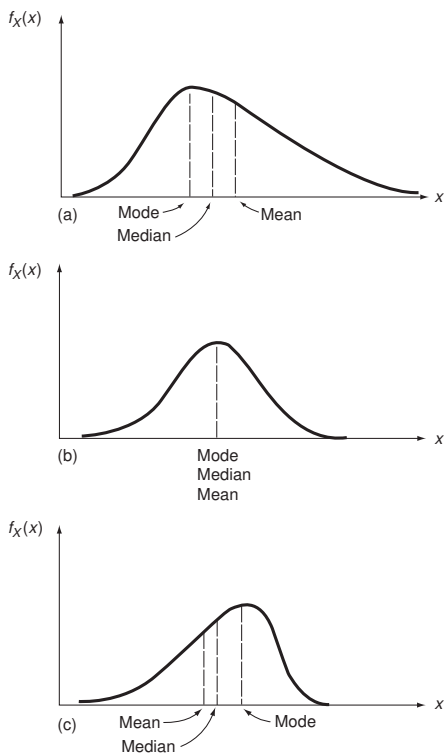 f_X(x)
x
(a)
Mode
Mean
Median
f_X(x)
x
(b)
Mode
Median
Mean
f_X(x)
x
(c)
Mean
Mode
Median